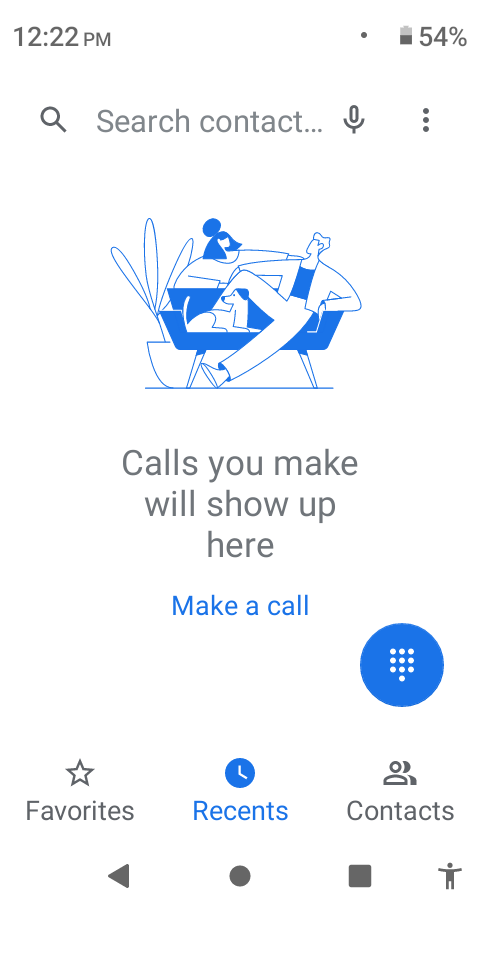 12:22 PM 54%
Search contact...
Calls you make
will show up
here
Make a call
Favorites Recents Contacts